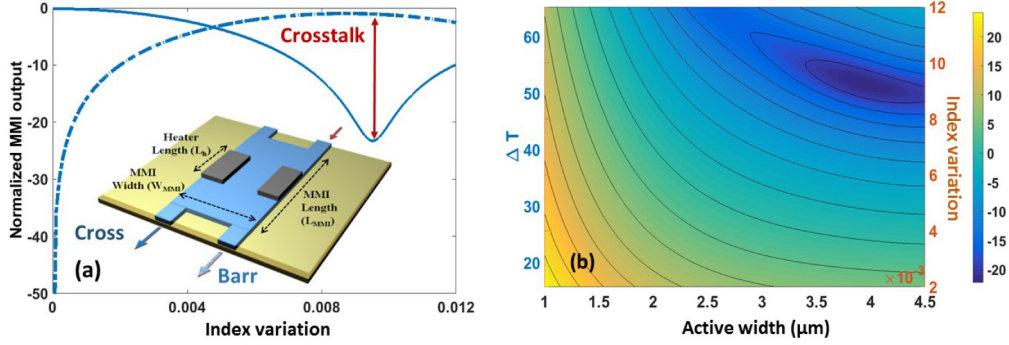 Normalized MMI output
0
-10
-20
-30
-40
-50
Crosstalk
Heater
Length (Lh)
MMI
Width (WMMI)
MMI
Length
(LMMI)
Cross
(a)
Barr
0
0.004
0.008
0.012
Index variation
Δ T
60
50
40
30
20
(b)
1
1.5
2
2.5
3
3.5
4
4.5
Active width (μm)
12
10
8
6
4
2
× 10⁻³
Index variation
20
15
10
5
0
-5
-10
-15
-20